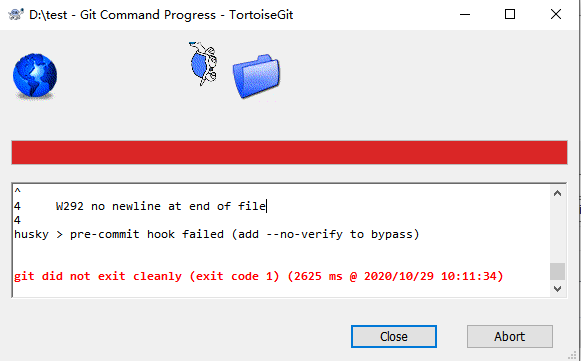 D:\test - Git Command Progress - TortoiseGit
^
4     W292 no newline at end of file
4
husky > pre-commit hook failed (add --no-verify to bypass)
git did not exit cleanly (exit code 1) (2625 ms @ 2020/10/29 10:11:34)
Close
Abort